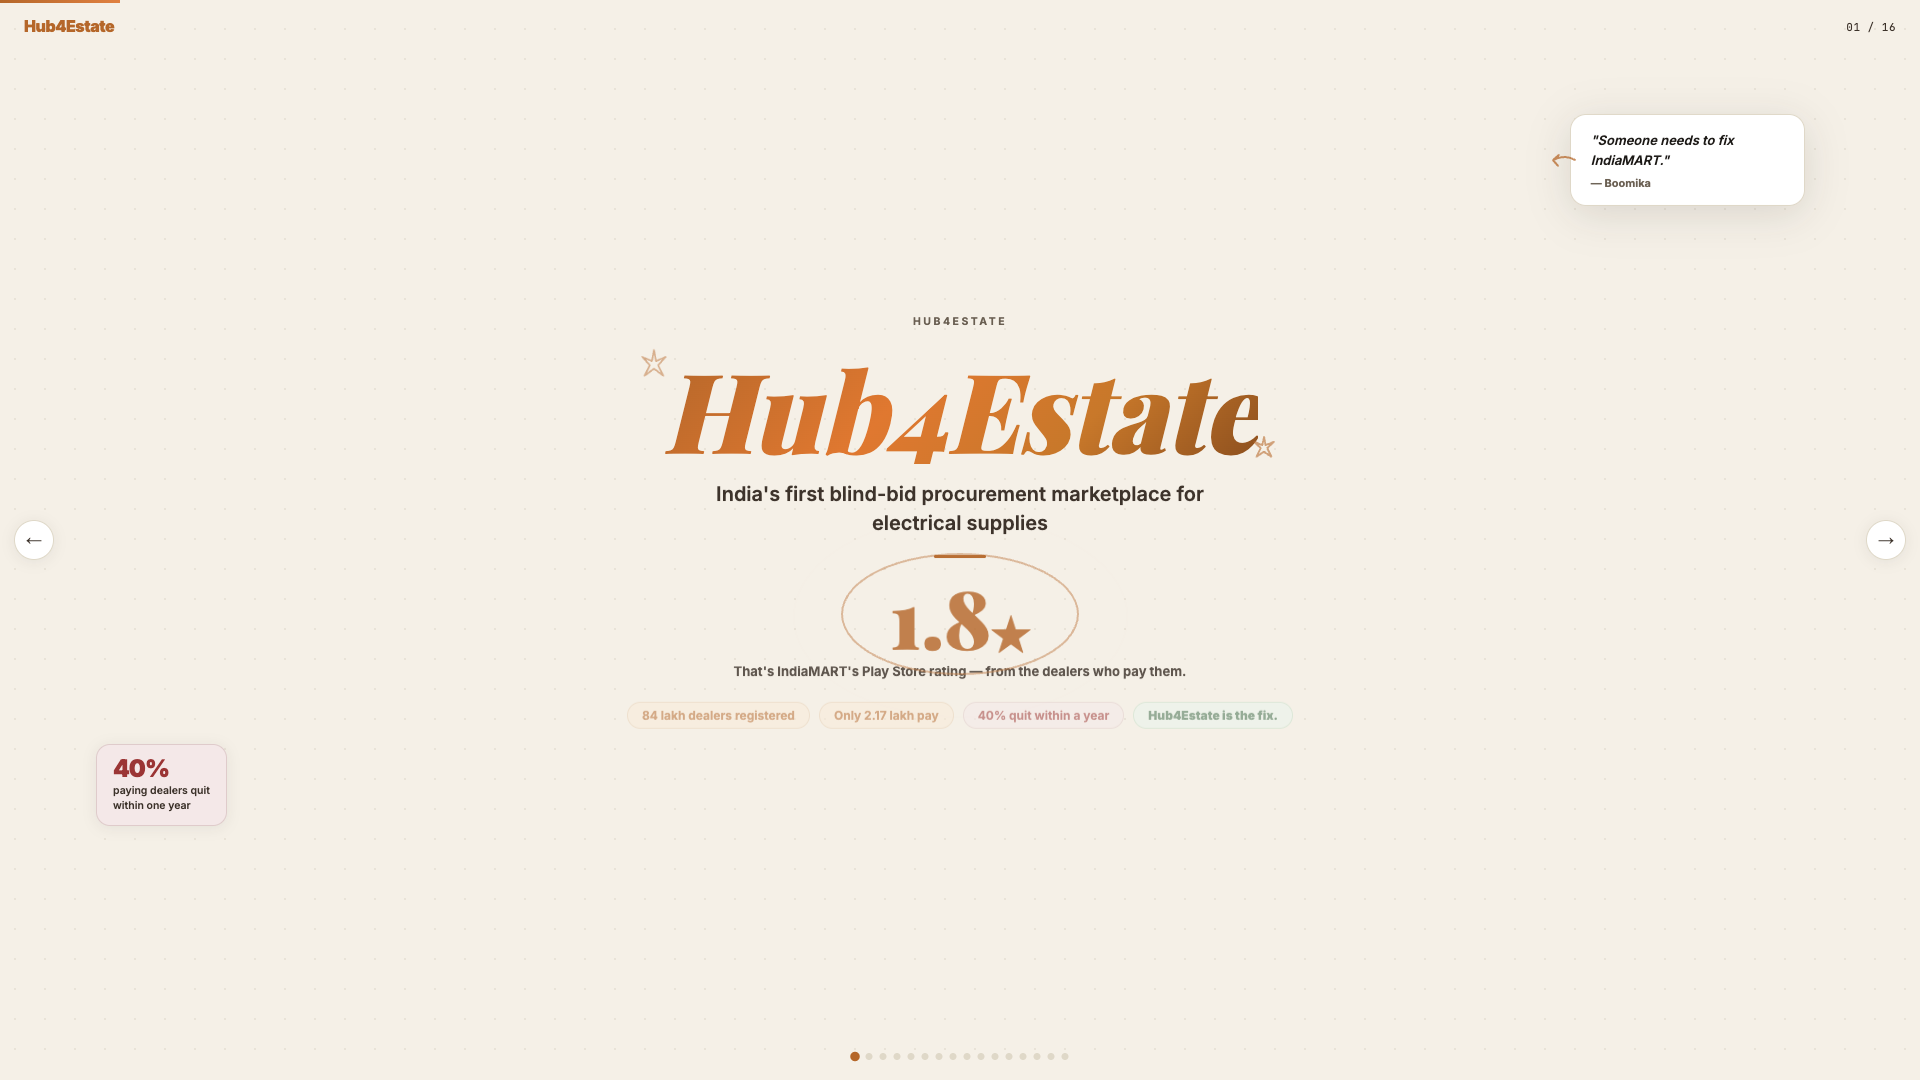 Hub4Estate
01 / 16
"Someone needs to fix
IndiaMART."
— Boomika
HUB4ESTATE
Hub4Estate
India's first blind-bid procurement marketplace for
electrical supplies
1.8★
That's IndiaMART's Play Store rating — from the dealers who pay them.
84 lakh dealers registered
Only 2.17 lakh pay
40% quit within a year
Hub4Estate is the fix.
40%
paying dealers quit
within one year